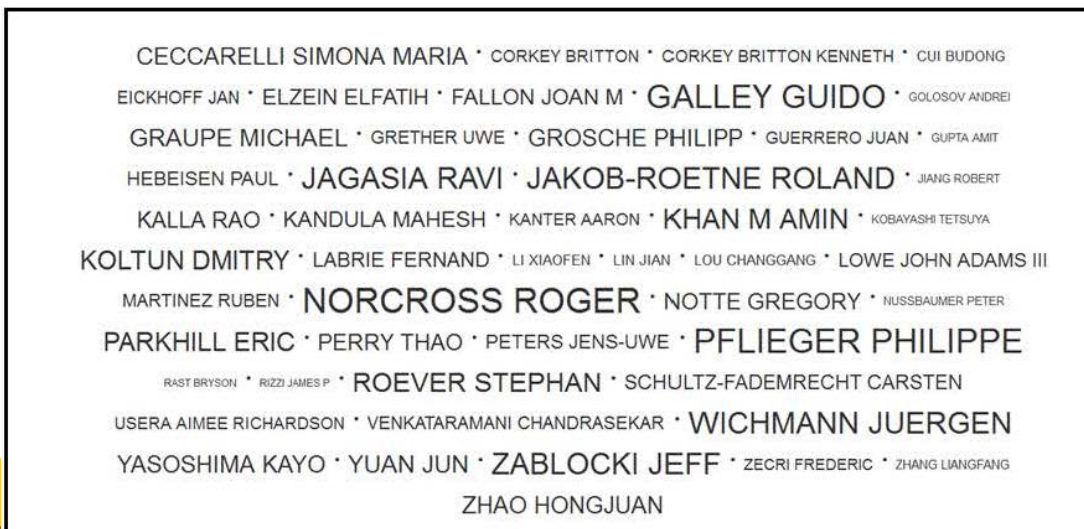 CECCARELLI SIMONA MARIA · CORKEY BRITTON · CORKEY BRITTON KENNETH · CUI BUDONG
EICKHOFF JAN · ELZEIN ELFATIH · FALLON JOAN M · GALLEY GUIDO · GOLOSOV ANDREI
GRAUPE MICHAEL · GRETHER UWE · GROSCHE PHILIPP · GUERRERO JUAN · GUPTA AMIT
HEBEISEN PAUL · JAGASIA RAVI · JAKOB-ROETNE ROLAND · JIANG ROBERT
KALLA RAO · KANDULA MAHESH · KANTER AARON · KHAN M AMIN · KOBAYASHI TETSUYA
KOLTUN DMITRY · LABRIE FERNAND · LI XIAOFEN · LIN JIAN · LOU CHANGGANG · LOWE JOHN ADAMS III
MARTINEZ RUBEN · NORCROSS ROGER · NOTTE GREGORY · NUSSBAUMER PETER
PARKHILL ERIC · PERRY THAO · PETERS JENS-UWE · PFLIEGER PHILIPPE
RAST BRYSON · RIZZI JAMES P · ROEVER STEPHAN · SCHULTZ-FADEMRECHT CARSTEN
USERA AIMEE RICHARDSON · VENKATARAMANI CHANDRASEKAR · WICHMANN JUERGEN
YASOSHIMA KAYO · YUAN JUN · ZABLOCKI JEFF · ZECRI FREDERIC · ZHANG LIANGFANG
ZHAO HONGJUAN